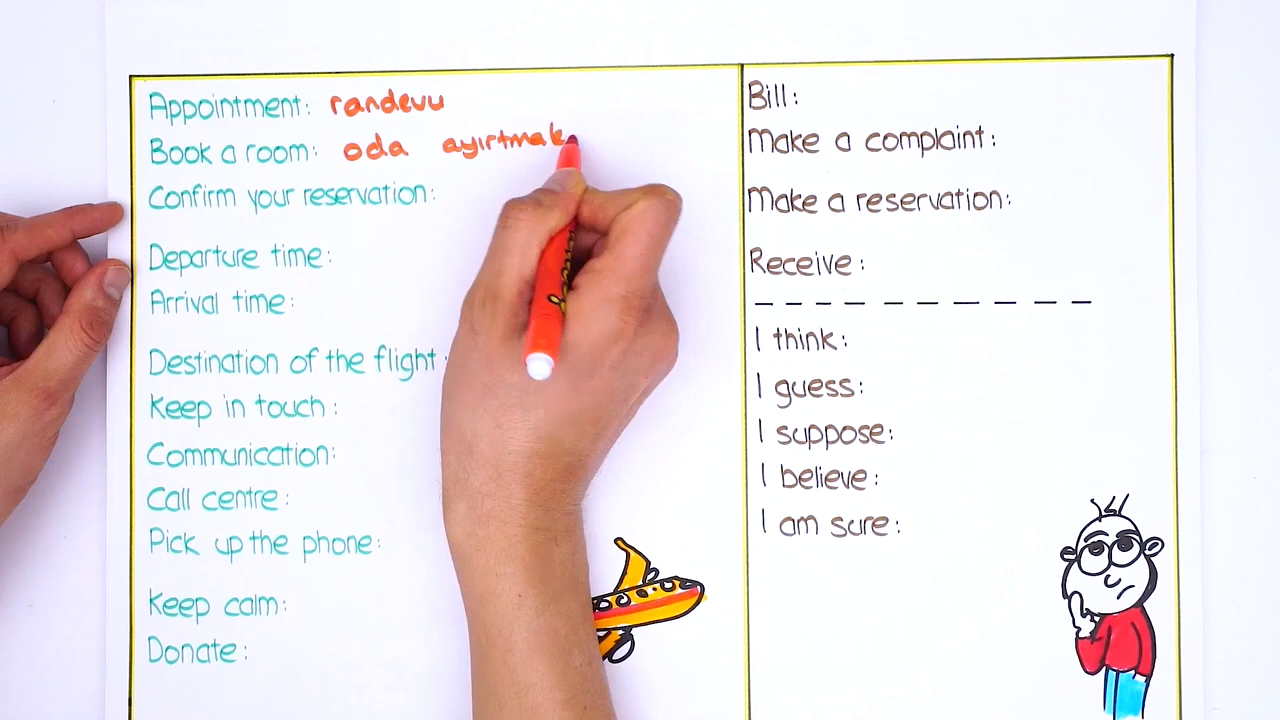 Appointment: randevu
Book a room: oda ayırtmak
Confirm your reservation:
Departure time:
Arrival time:
Destination of the flight:
Keep in touch:
Communication:
Call centre:
Pick up the phone:
Keep calm:
Donate:
Bill:
Make a complaint:
Make a reservation:
Receive:
I think:
I guess:
I suppose:
I believe:
I am sure: